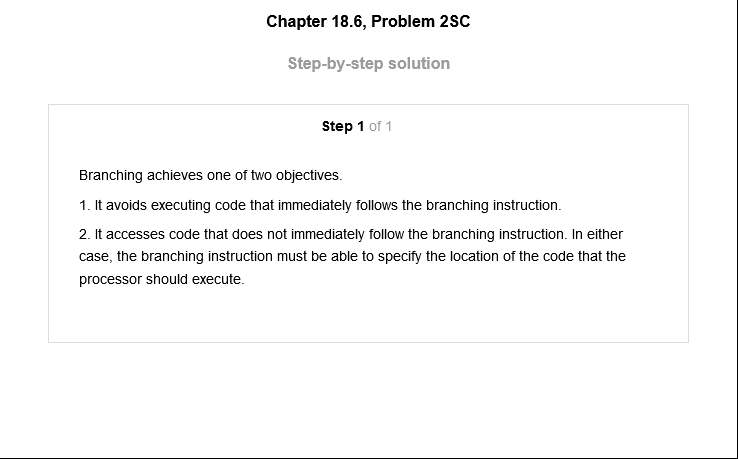 Chapter 18.6, Problem 2SC
Step-by-step solution
Step 1 of 1
Branching achieves one of two objectives.
1. It avoids executing code that immediately follows the branching instruction.
2. It accesses code that does not immediately follow the branching instruction. In either
case, the branching instruction must be able to specify the location of the code that the
processor should execute.